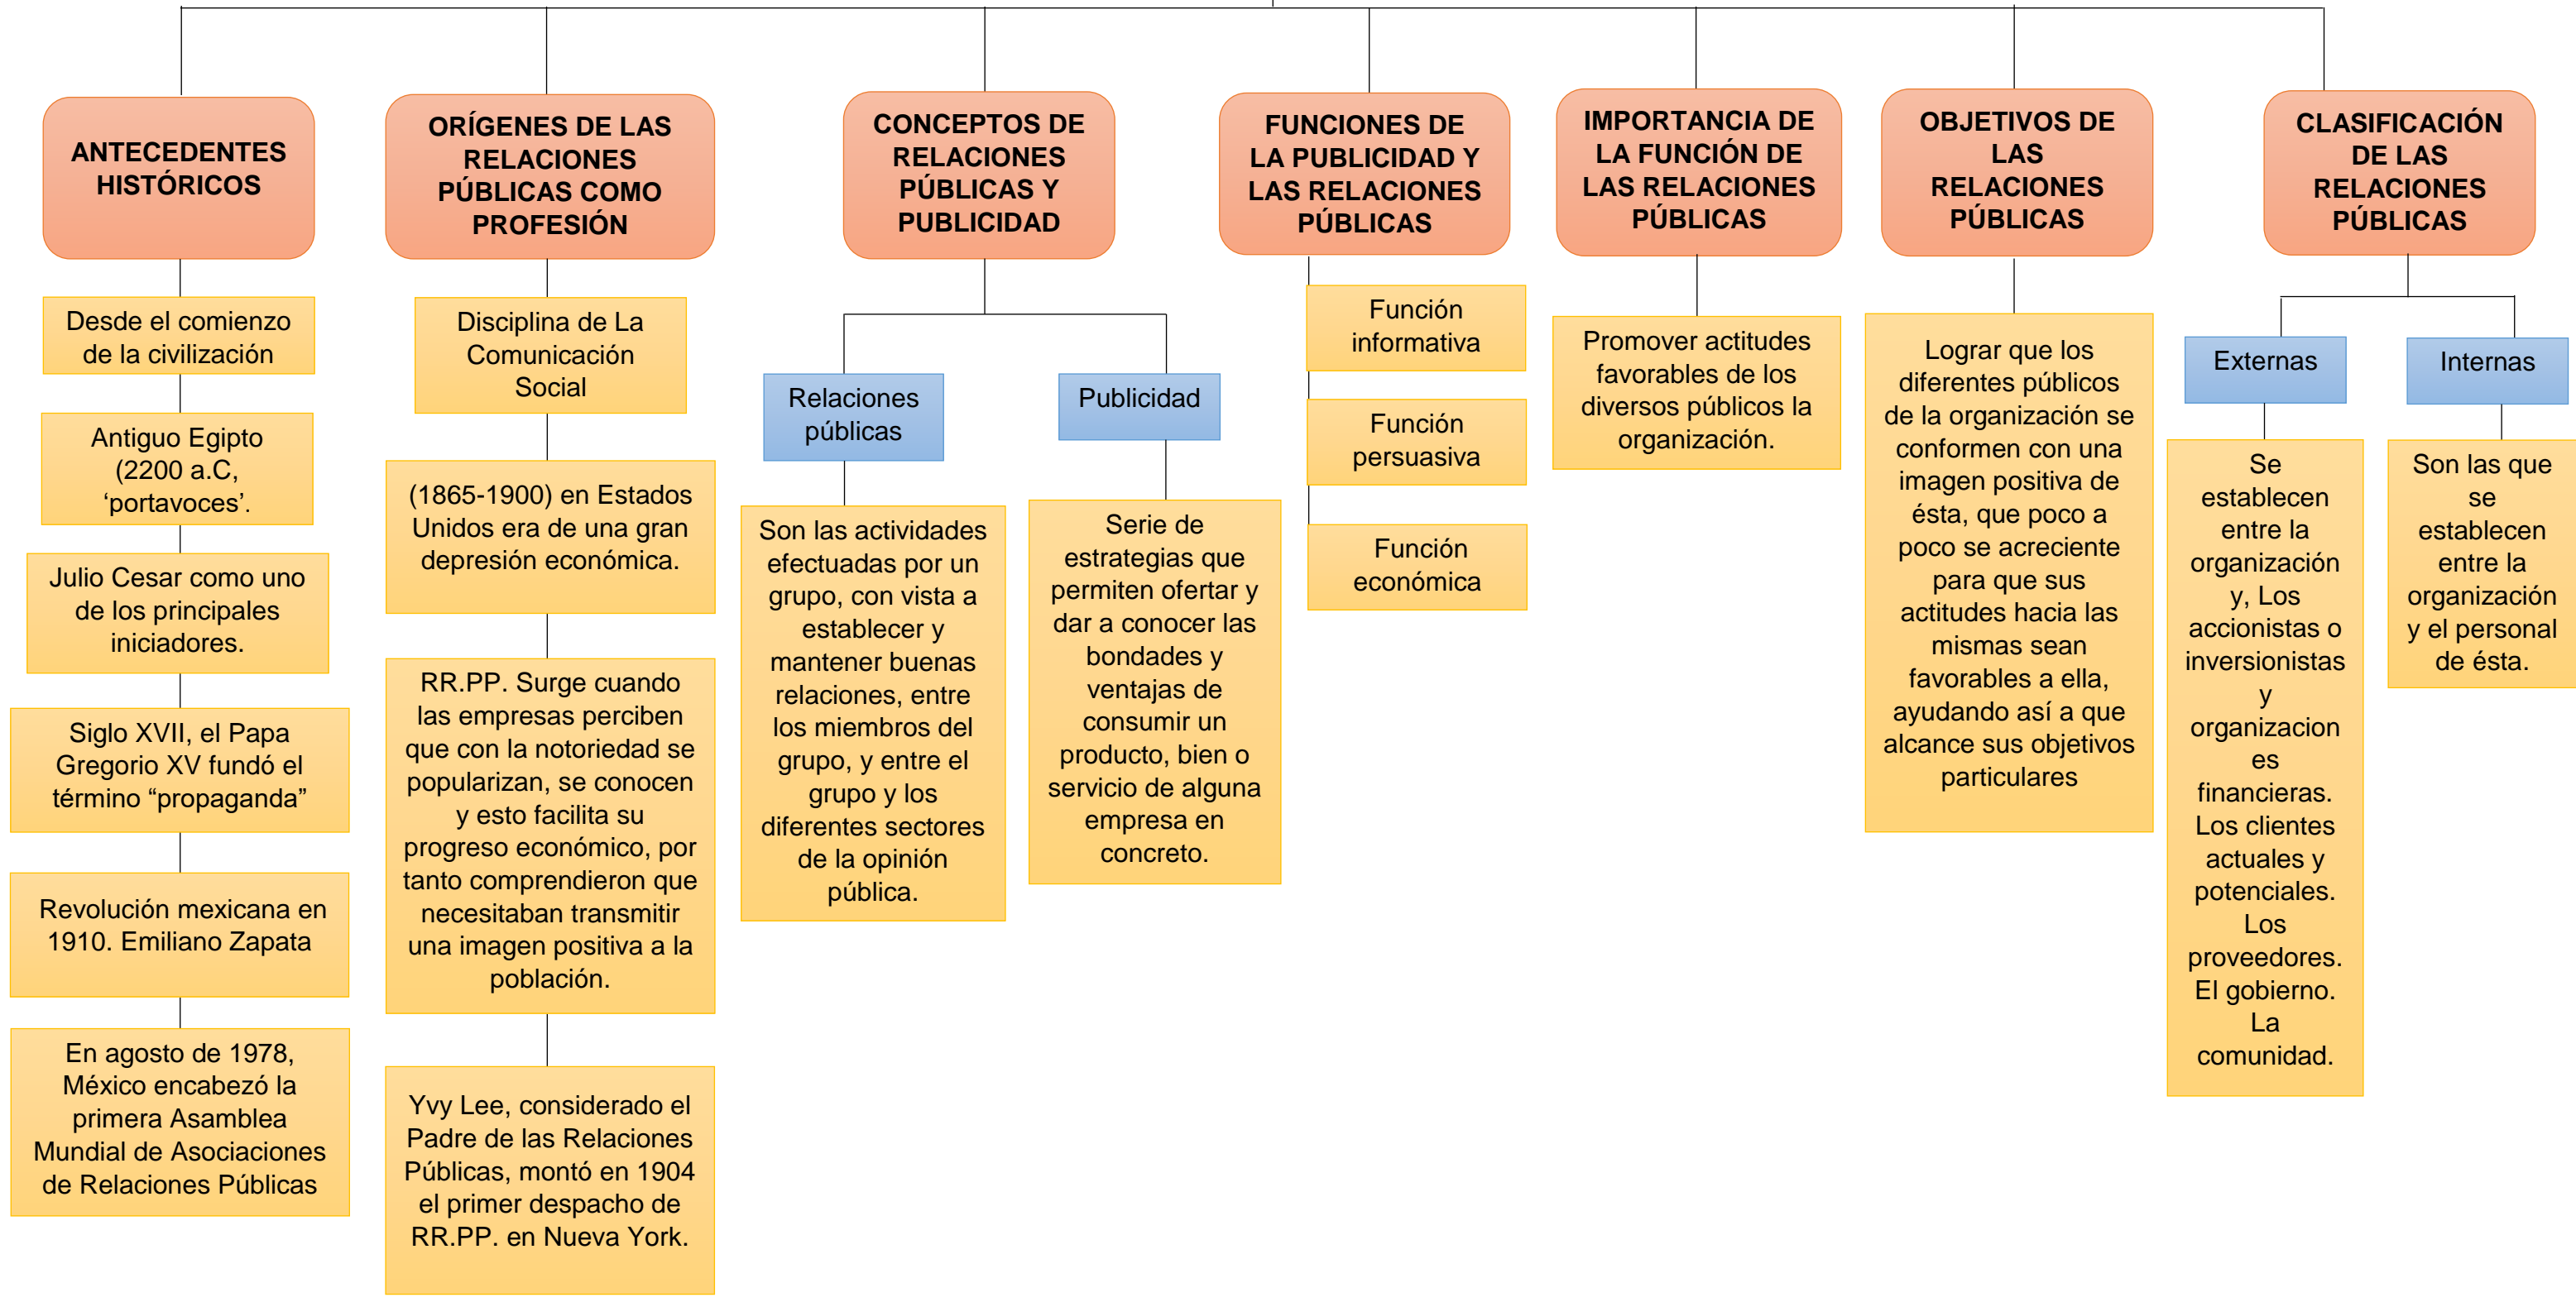 ANTECEDENTES
HISTÓRICOS
Desde el comienzo
de la civilización
Antiguo Egipto
(2200 a.C,
‘portavoces’.
Julio Cesar como uno
de los principales
iniciadores.
Siglo XVII, el Papa
Gregorio XV fundó el
término “propaganda”
Revolución mexicana en
1910. Emiliano Zapata
En agosto de 1978,
México encabezó la
primera Asamblea
Mundial de Asociaciones
de Relaciones Públicas
ORÍGENES DE LAS
RELACIONES
PÚBLICAS COMO
PROFESIÓN
Disciplina de La
Comunicación
Social
(1865-1900) en Estados
Unidos era de una gran
depresión económica.
RR.PP. Surge cuando
las empresas perciben
que con la notoriedad se
popularizan, se conocen
y esto facilita su
progreso económico, por
tanto comprendieron que
necesitaban transmitir
una imagen positiva a la
población.
Yvy Lee, considerado el
Padre de las Relaciones
Públicas, montó en 1904
el primer despacho de
RR.PP. en Nueva York.
CONCEPTOS DE
RELACIONES
PÚBLICAS Y
PUBLICIDAD
Relaciones
públicas
Son las actividades
efectuadas por un
grupo, con vista a
establecer y
mantener buenas
relaciones, entre
los miembros del
grupo, y entre el
grupo y los
diferentes sectores
de la opinión
pública.
Publicidad
Serie de
estrategias que
permiten ofertar y
dar a conocer las
bondades y
ventajas de
consumir un
producto, bien o
servicio de alguna
empresa en
concreto.
FUNCIONES DE
LA PUBLICIDAD Y
LAS RELACIONES
PÚBLICAS
Función
informativa
Función
persuasiva
Función
económica
IMPORTANCIA DE
LA FUNCIÓN DE
LAS RELACIONES
PÚBLICAS
Promover actitudes
favorables de los
diversos públicos la
organización.
OBJETIVOS DE
LAS
RELACIONES
PÚBLICAS
Lograr que los
diferentes públicos
de la organización se
conformen con una
imagen positiva de
ésta, que poco a
poco se acreciente
para que sus
actitudes hacia las
mismas sean
favorables a ella,
ayudando así a que
alcance sus objetivos
particulares
CLASIFICACIÓN
DE LAS
RELACIONES
PÚBLICAS
Externas
Se
establecen
entre la
organización
y, Los
accionistas o
inversionistas
y
organizacion
es
financieras.
Los clientes
actuales y
potenciales.
Los
proveedores.
El gobierno.
La
comunidad.
Internas
Son las que
se
establecen
entre la
organización
y el personal
de ésta.